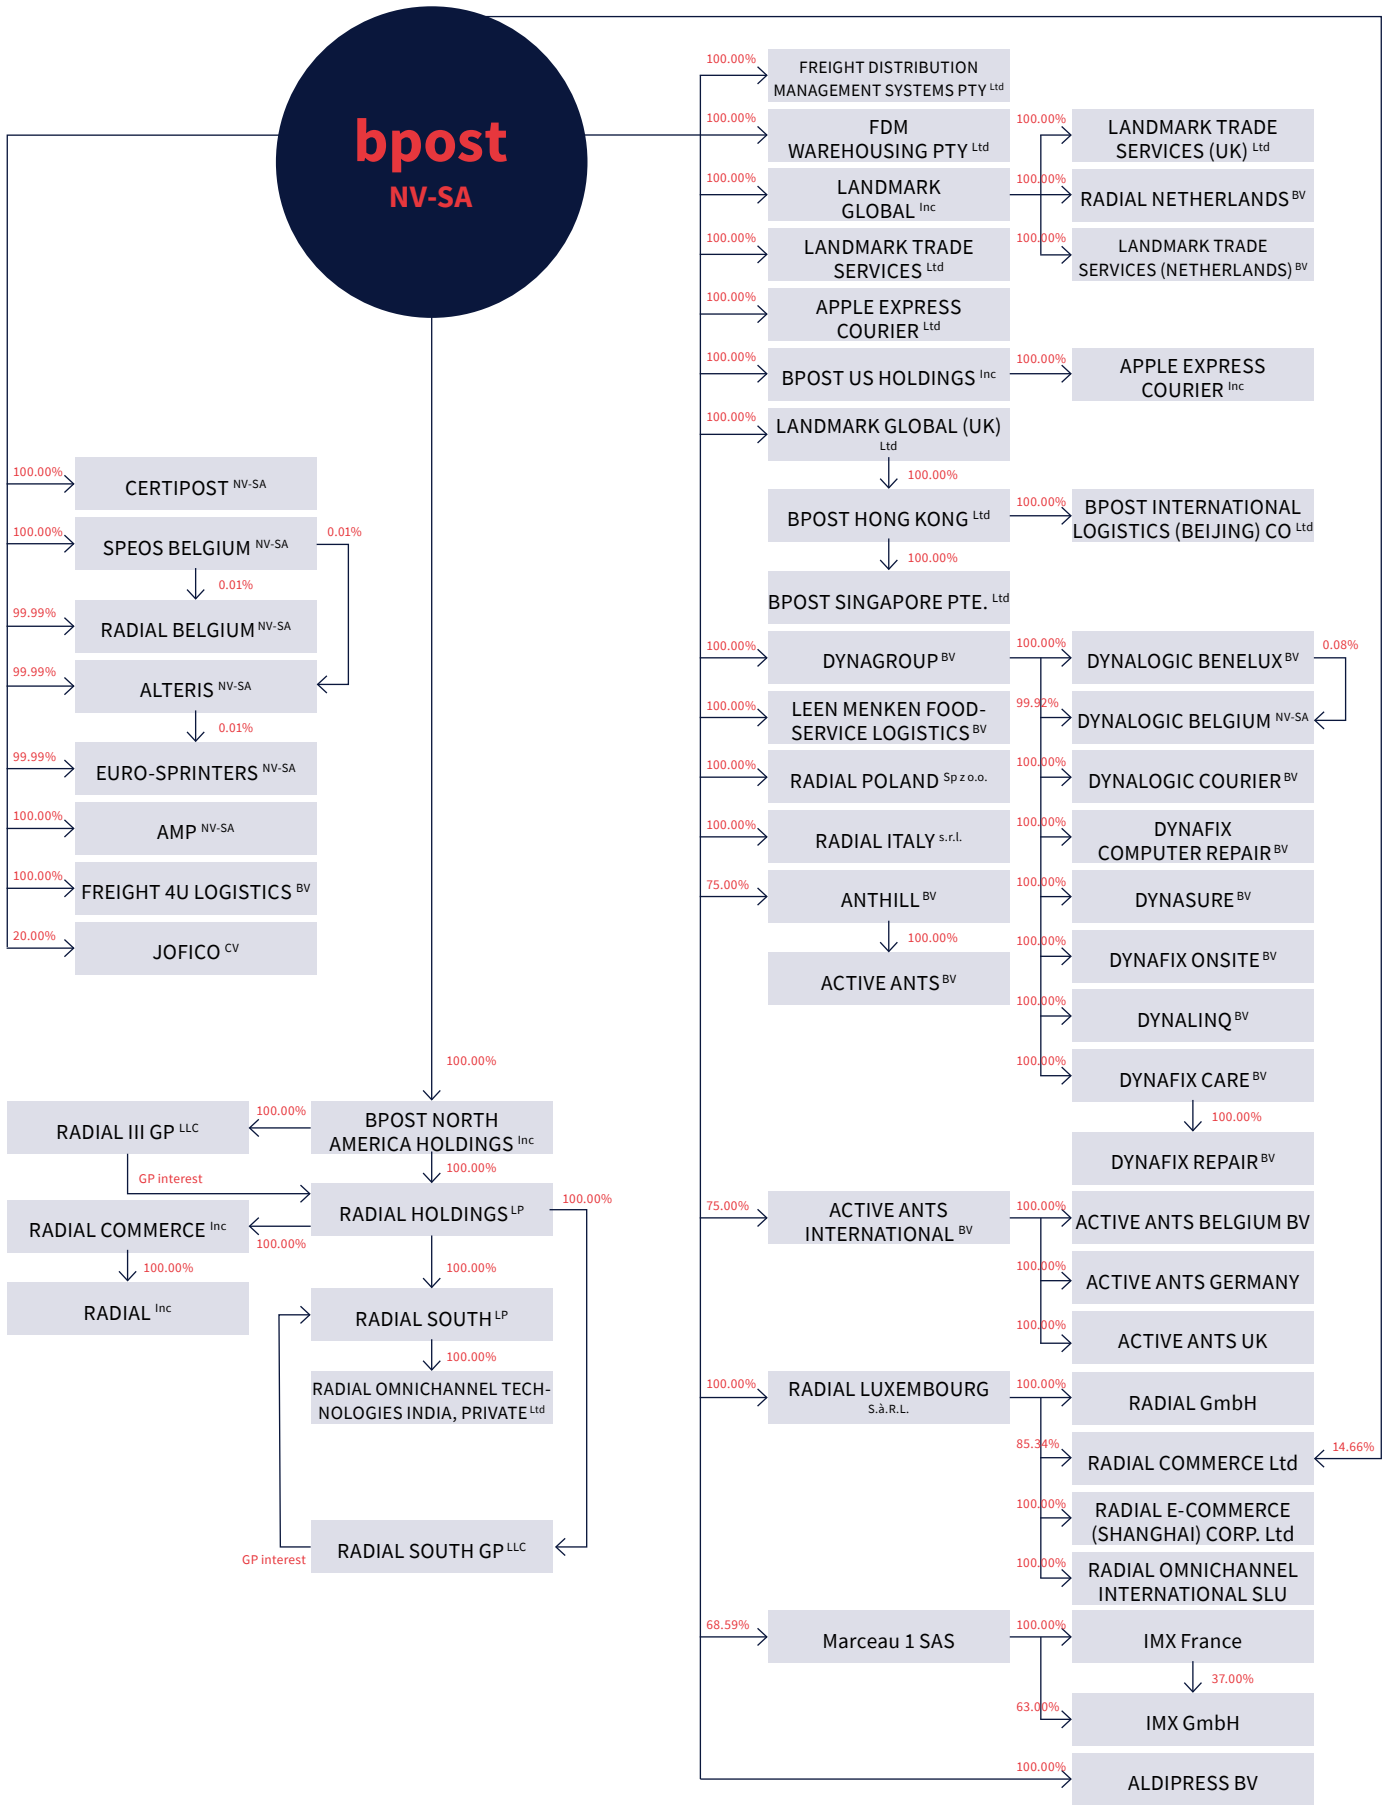 bpost
NV-SA
100.00%
CERTIPOST NV-SA
100.00%
SPEOS BELGIUM NV-SA
0.01%
0.01%
99.99%
RADIAL BELGIUM NV-SA
99.99%
ALTERIS NV-SA
0.01%
99.99%
EURO-SPRINTERS NV-SA
100.00%
AMP NV-SA
100.00%
FREIGHT 4U LOGISTICS BV
20.00%
JOFICO CV
100.00%
BPOST NORTH
AMERICA HOLDINGS Inc
100.00%
RADIAL III GP LLC
GP interest
100.00%
RADIAL HOLDINGS LP
100.00%
100.00%
RADIAL COMMERCE Inc
100.00%
RADIAL Inc
100.00%
RADIAL SOUTH LP
100.00%
RADIAL OMNICHANNEL TECH-
NOLOGIES INDIA, PRIVATE Ltd
RADIAL SOUTH GP LLC
GP interest
100.00%
FREIGHT DISTRIBUTION
MANAGEMENT SYSTEMS PTY Ltd
100.00%
FDM
WAREHOUSING PTY Ltd
100.00%
LANDMARK
GLOBAL Inc
100.00%
LANDMARK TRADE
SERVICES (UK) Ltd
100.00%
RADIAL NETHERLANDS BV
100.00%
LANDMARK TRADE
SERVICES (NETHERLANDS) BV
100.00%
LANDMARK TRADE
SERVICES Ltd
100.00%
APPLE EXPRESS
COURIER Ltd
100.00%
BPOST US HOLDINGS Inc
100.00%
APPLE EXPRESS
COURIER Inc
100.00%
LANDMARK GLOBAL (UK)
Ltd
100.00%
BPOST HONG KONG Ltd
100.00%
BPOST INTERNATIONAL
LOGISTICS (BEIJING) CO Ltd
100.00%
BPOST SINGAPORE PTE. Ltd
100.00%
DYNAGROUP BV
100.00%
DYNALOGIC BENELUX BV
0.08%
99.92%
DYNALOGIC BELGIUM NV-SA
100.00%
DYNALOGIC COURIER BV
100.00%
DYNAFIX
COMPUTER REPAIR BV
100.00%
DYNASURE BV
100.00%
DYNAFIX ONSITE BV
100.00%
DYNALINQ BV
100.00%
DYNAFIX CARE BV
100.00%
DYNAFIX REPAIR BV
100.00%
LEEN MENKEN FOOD-
SERVICE LOGISTICS BV
100.00%
RADIAL POLAND Sp z o.o.
100.00%
RADIAL ITALY s.r.l.
75.00%
ANTHILL BV
100.00%
ACTIVE ANTS BV
75.00%
ACTIVE ANTS
INTERNATIONAL BV
100.00%
ACTIVE ANTS BELGIUM BV
100.00%
ACTIVE ANTS GERMANY
100.00%
ACTIVE ANTS UK
100.00%
RADIAL LUXEMBOURG
S.à.R.L.
100.00%
RADIAL GmbH
85.34%
RADIAL COMMERCE Ltd
14.66%
100.00%
RADIAL E-COMMERCE
(SHANGHAI) CORP. Ltd
100.00%
RADIAL OMNICHANNEL
INTERNATIONAL SLU
68.59%
Marceau 1 SAS
100.00%
IMX France
37.00%
63.00%
IMX GmbH
100.00%
ALDIPRESS BV